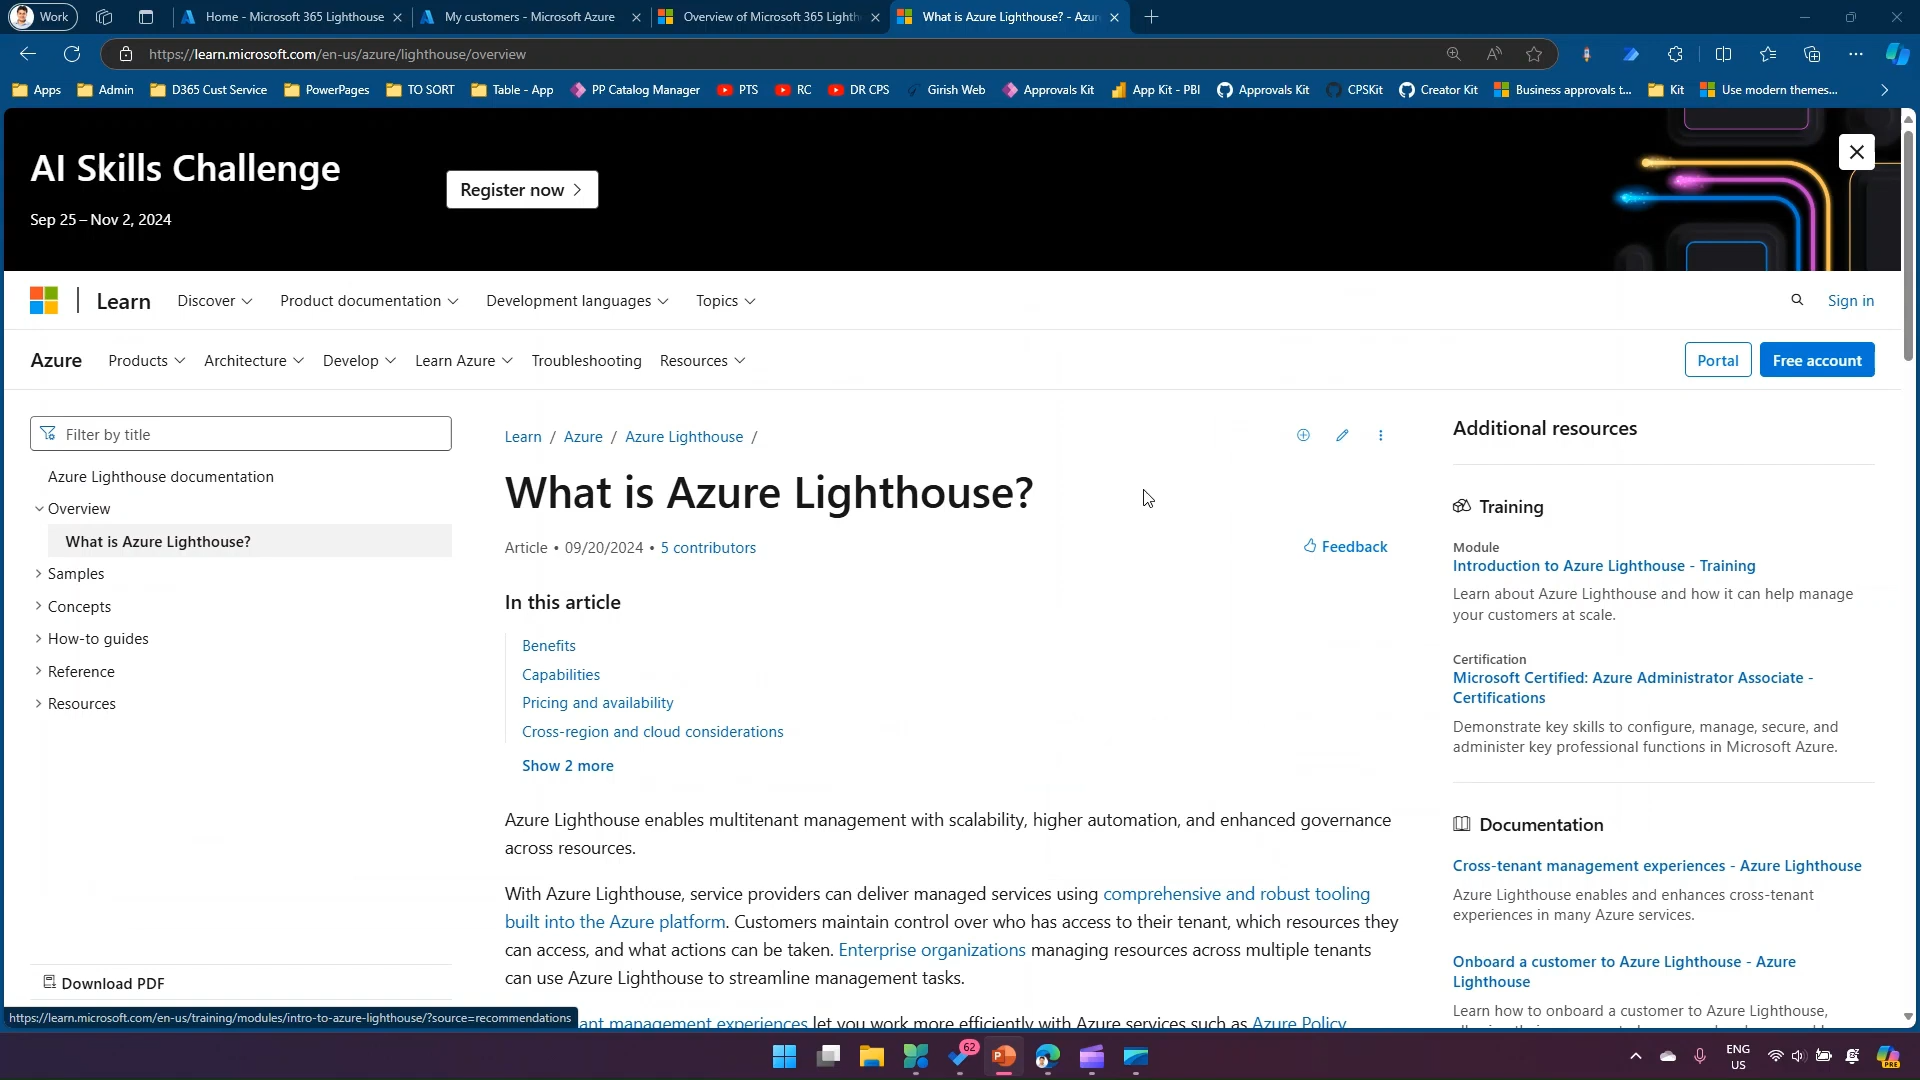 Work
Home - Microsoft 365 Lighthouse
My customers - Microsoft Azure
Overview of Microsoft 365 Lighth
What is Azure Lighthouse? - Azur
https://learn.microsoft.com/en-us/azure/lighthouse/overview
Apps
Admin
D365 Cust Service
PowerPages
TO SORT
Table - App
PP Catalog Manager
PTS
RC
DR CPS
Girish Web
Approvals Kit
App Kit - PBI
Approvals Kit
CPSKit
Creator Kit
Business approvals t...
Kit
Use modern themes...
AI Skills Challenge
Sep 25 – Nov 2, 2024
Register now
Learn
Discover
Product documentation
Development languages
Topics
Sign in
Azure
Products
Architecture
Develop
Learn Azure
Troubleshooting
Resources
Portal
Free account
Filter by title
Azure Lighthouse documentation
Overview
What is Azure Lighthouse?
Samples
Concepts
How-to guides
Reference
Resources
Download PDF
Learn / Azure / Azure Lighthouse /
What is Azure Lighthouse?
Article • 09/20/2024 • 5 contributors
Feedback
In this article
Benefits
Capabilities
Pricing and availability
Cross-region and cloud considerations
Show 2 more
Azure Lighthouse enables multitenant management with scalability, higher automation, and enhanced governance
across resources.
With Azure Lighthouse, service providers can deliver managed services using comprehensive and robust tooling
built into the Azure platform. Customers maintain control over who has access to their tenant, which resources they
can access, and what actions can be taken. Enterprise organizations managing resources across multiple tenants
can use Azure Lighthouse to streamline management tasks.
ant management experiences let you work more efficiently with Azure services such as Azure Policy,
Additional resources
Training
Module
Introduction to Azure Lighthouse - Training
Learn about Azure Lighthouse and how it can help manage
your customers at scale.
Certification
Microsoft Certified: Azure Administrator Associate -
Certifications
Demonstrate key skills to configure, manage, secure, and
administer key professional functions in Microsoft Azure.
Documentation
Cross-tenant management experiences - Azure Lighthouse
Azure Lighthouse enables and enhances cross-tenant
experiences in many Azure services.
Onboard a customer to Azure Lighthouse - Azure
Lighthouse
Learn how to onboard a customer to Azure Lighthouse,
https://learn.microsoft.com/en-us/training/modules/intro-to-azure-lighthouse/?source=recommendations
62
ENG
US
PRE